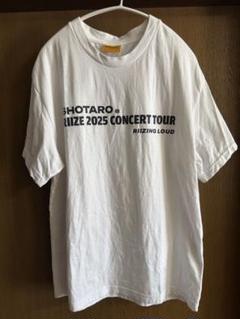 SHOTARO
RIIZE 2025 CONCERT TOUR
RIIZING LOUD